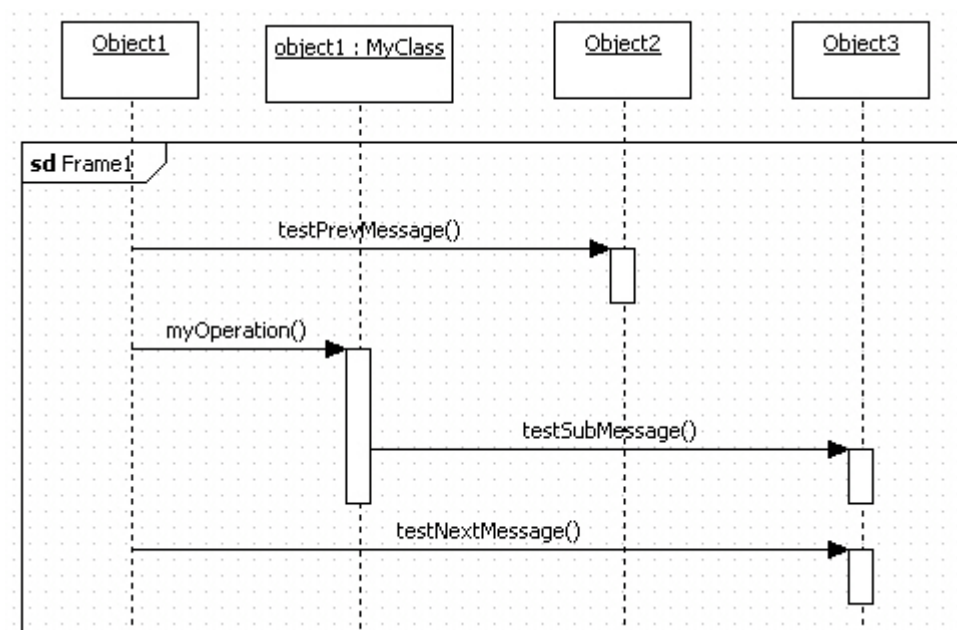 Object1
object1 : MyClass
Object2
Object3
sd Frame1
testPrevMessage()
myOperation()
testSubMessage()
testNextMessage()